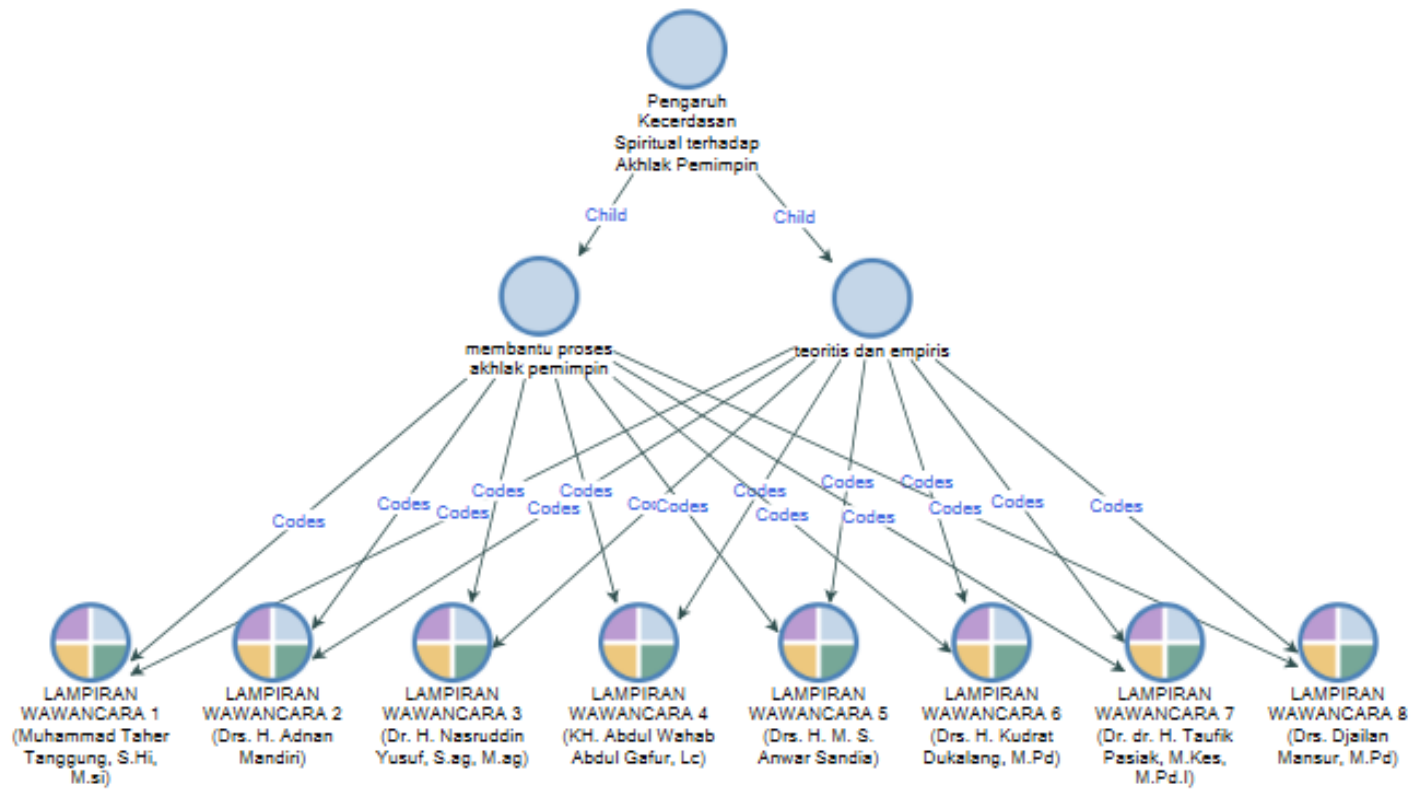 Pengaruh
Kecerdasan
Spiritual terhadap
Akhlak Pemimpin
Child
Child
membantu proses
akhlak pemimpin
teoritis dan empiris
Codes
Codes
Codes
Codes
Codes
Codes
Co
Codes
Codes
Codes
Codes
Codes
Codes
Codes
Codes
Codes
LAMPIRAN
WAWANCARA 1
(Muhammad Taher
Tanggung, S.Hi,
M.si)
LAMPIRAN
WAWANCARA 2
(Drs. H. Adnan
Mandiri)
LAMPIRAN
WAWANCARA 3
(Dr. H. Nasruddin
Yusuf, S.ag, M.ag)
LAMPIRAN
WAWANCARA 4
(KH. Abdul Wahab
Abdul Gafur, Lc)
LAMPIRAN
WAWANCARA 5
(Drs. H. M. S.
Anwar Sandia)
LAMPIRAN
WAWANCARA 6
(Drs. H. Kudrat
Dukalang, M.Pd)
LAMPIRAN
WAWANCARA 7
(Dr. dr. H. Taufik
Pasiak, M.Kes,
M.Pd.I)
LAMPIRAN
WAWANCARA 8
(Drs. Djailan
Mansur, M.Pd)